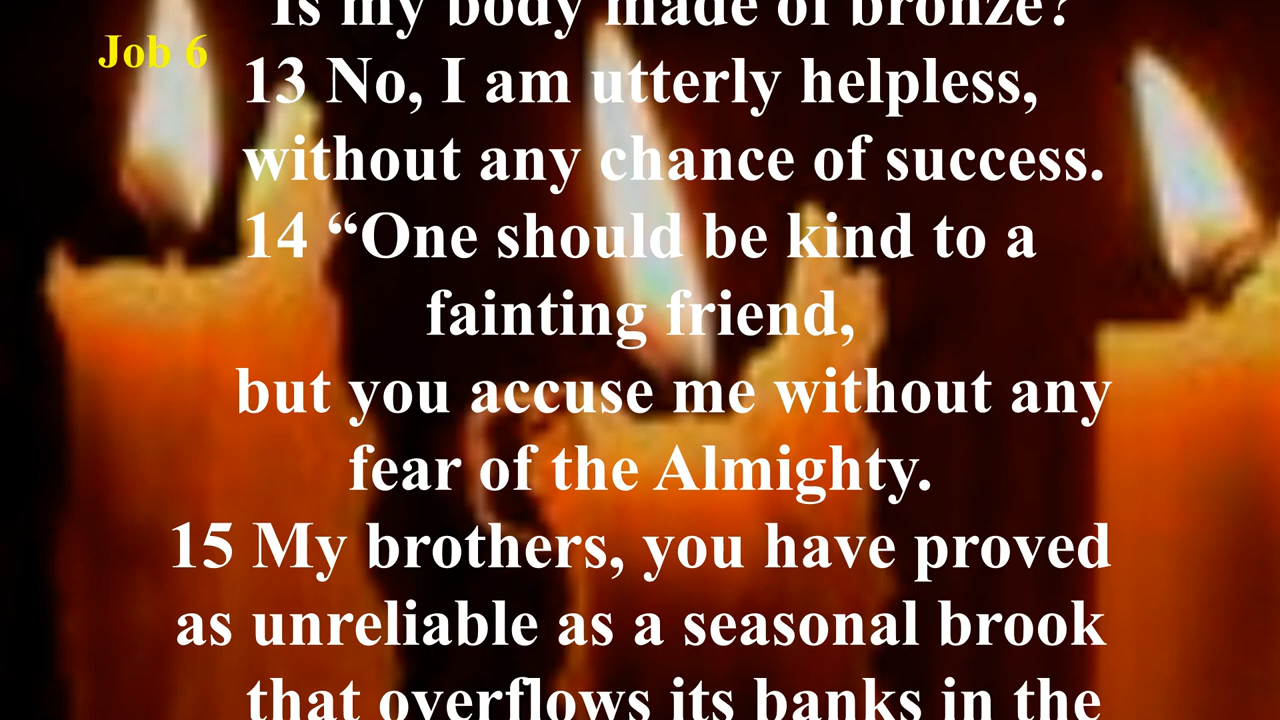 Is my body made of bronze?
Job 6
13 No, I am utterly helpless,
without any chance of success.
14 “One should be kind to a
fainting friend,
but you accuse me without any
fear of the Almighty.
15 My brothers, you have proved
as unreliable as a seasonal brook
that overflows its banks in the